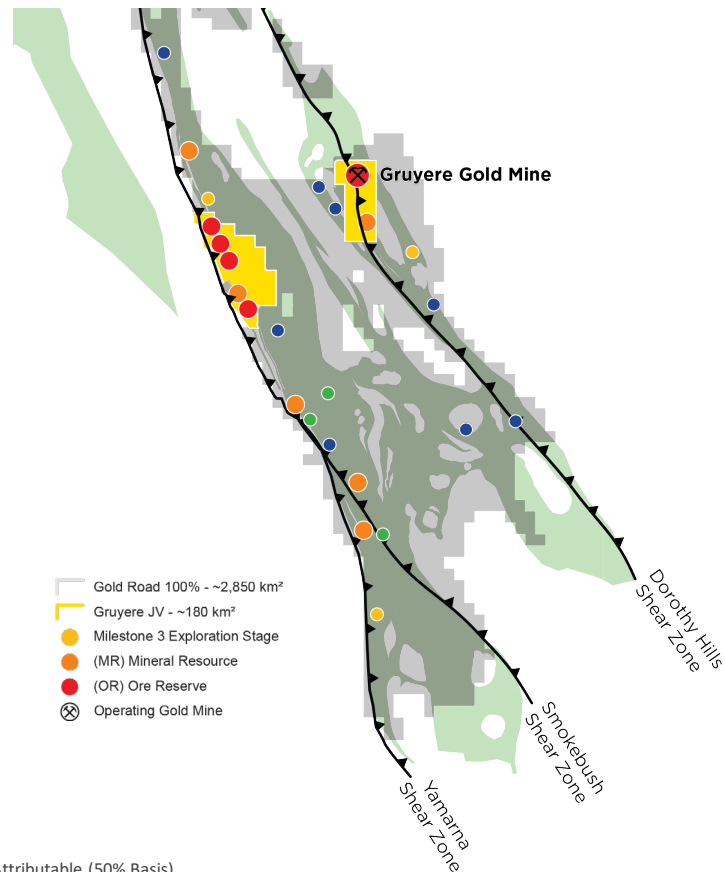 Gruyere Gold Mine
Gold Road 100% - ~2,850 km²
Gruyere JV - ~180 km²
Milestone 3 Exploration Stage
(MR) Mineral Resource
(OR) Ore Reserve
Operating Gold Mine
Dorothy Hills
Shear Zone
Smokebush
Shear Zone
Yamarna
Shear Zone
Attributable (50% Basis)